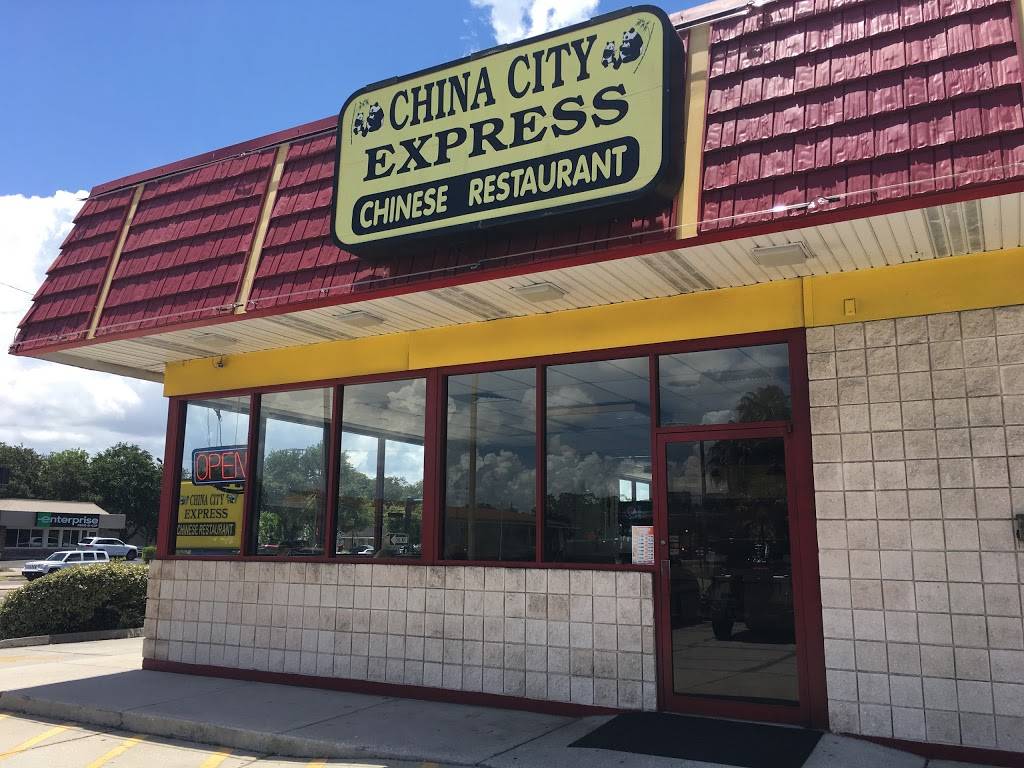 CHINA CITY
EXPRESS
CHINESE RESTAURANT
OPEN
CHINA CITY
EXPRESS
CHINESE RESTAURANT
enterprise